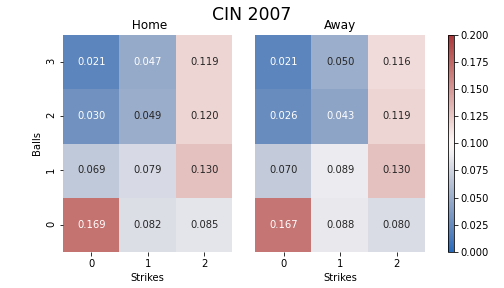 CIN 2007
Home Away
3 0.021 0.047 0.119 0.021 0.050 0.116 0.200
0.175
2 0.030 0.049 0.120 0.026 0.043 0.119 0.150
0.125
Balls
0.100
1 0.069 0.079 0.130 0.070 0.089 0.130 0.075
0.050
0 0.169 0.082 0.085 0.167 0.088 0.080 0.025
0.000
0 1 2 0 1 2
Strikes Strikes